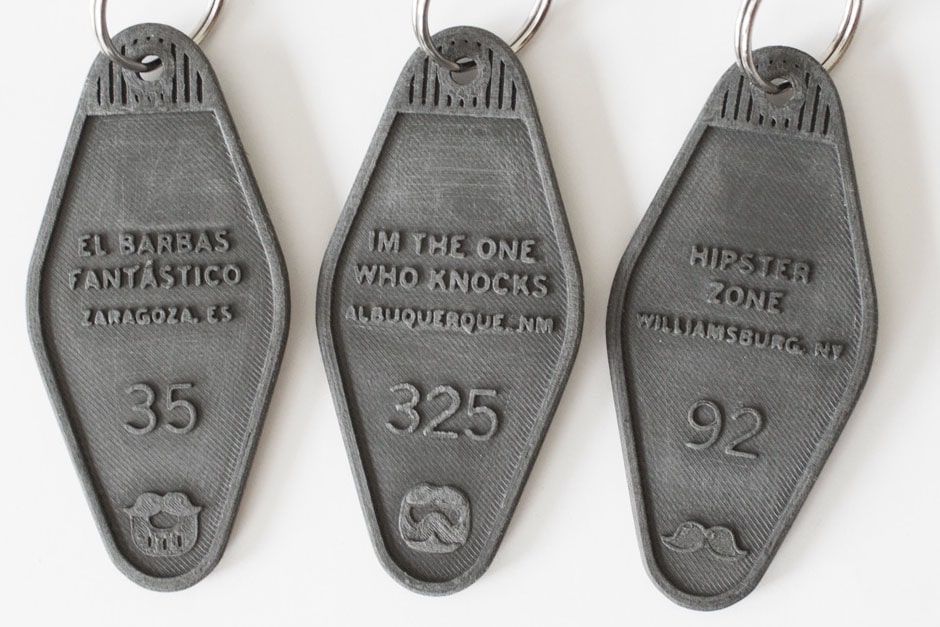 EL BARBAS
FANTÁSTICO
ZARAGOZA, ES
35
IM THE ONE
WHO KNOCKS
ALBUQUERQUE, NM
325
HIPSTER
ZONE
WILLIAMSBURG, NY
92